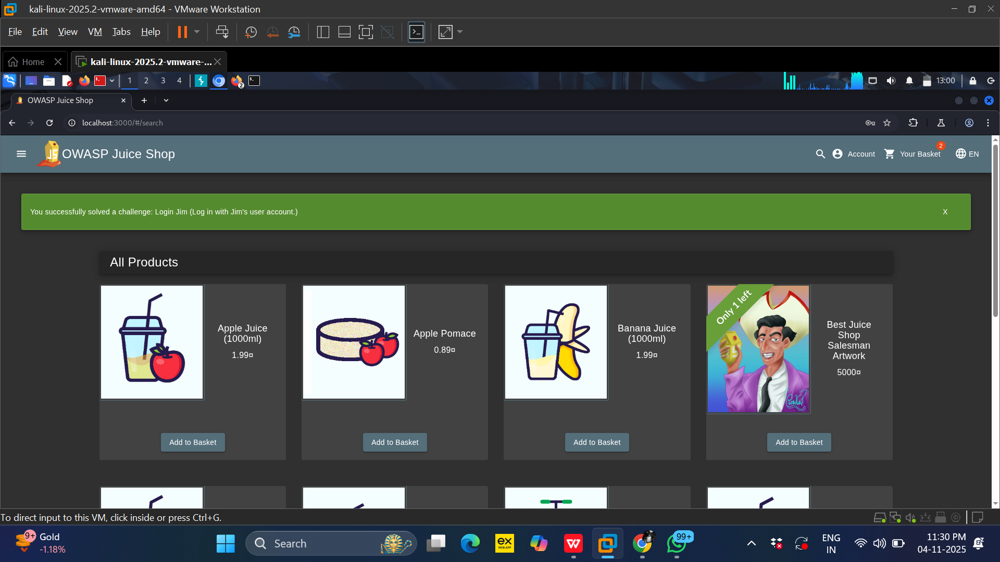 kali-linux-2025.2-vmware-amd64 - VMware Workstation
File Edit View VM Tabs Help
Home kali-linux-2025.2-vmware-...
1 2 3 4 2 13:00
OWASP Juice Shop
localhost:3000/#/search
OWASP Juice Shop Account Your Basket 2 EN
You successfully solved a challenge: Login Jim (Log in with Jim's user account.) X
All Products
Apple Juice
(1000ml)
1.99¤
Add to Basket
Apple Pomace
0.89¤
Add to Basket
Banana Juice
(1000ml)
1.99¤
Add to Basket
Only 1 left
Best Juice
Shop
Salesman
Artwork
5000¤
Add to Basket
To direct input to this VM, click inside or press Ctrl+G.
9+ Gold
-1.18%
Search
ex
WEB APP
99+
ENG
IN
11:30 PM
04-11-2025